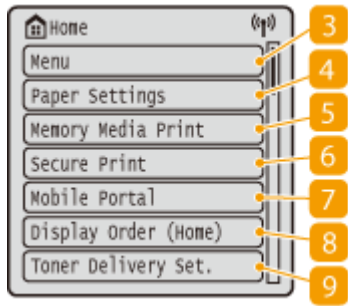 Home
Menu 3
Paper Settings 4
Memory Media Print 5
Secure Print 6
Mobile Portal 7
Display Order (Home) 8
Toner Delivery Set. 9